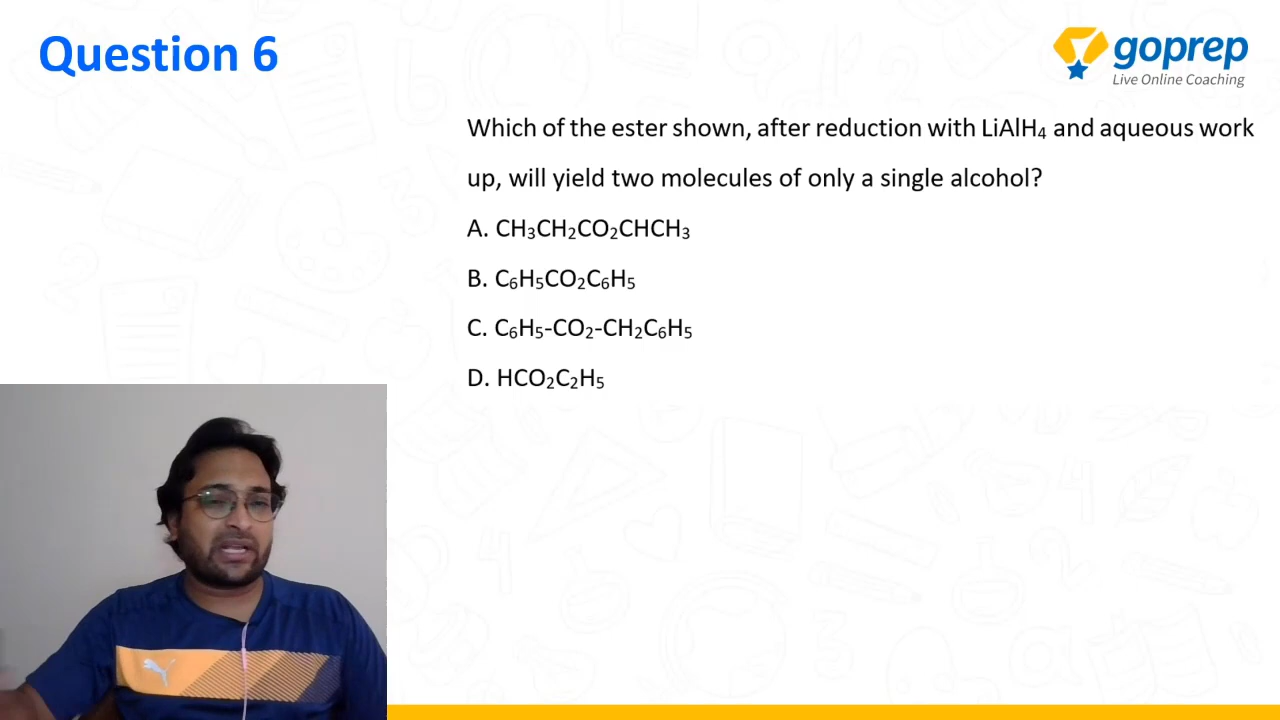 Question 6
goprep
Live Online Coaching
Which of the ester shown, after reduction with LiAlH₄ and aqueous work
up, will yield two molecules of only a single alcohol?
A. CH₃CH₂CO₂CHCH₃
B. C₆H₅CO₂C₆H₅
C. C₆H₅-CO₂-CH₂C₆H₅
D. HCO₂C₂H₅